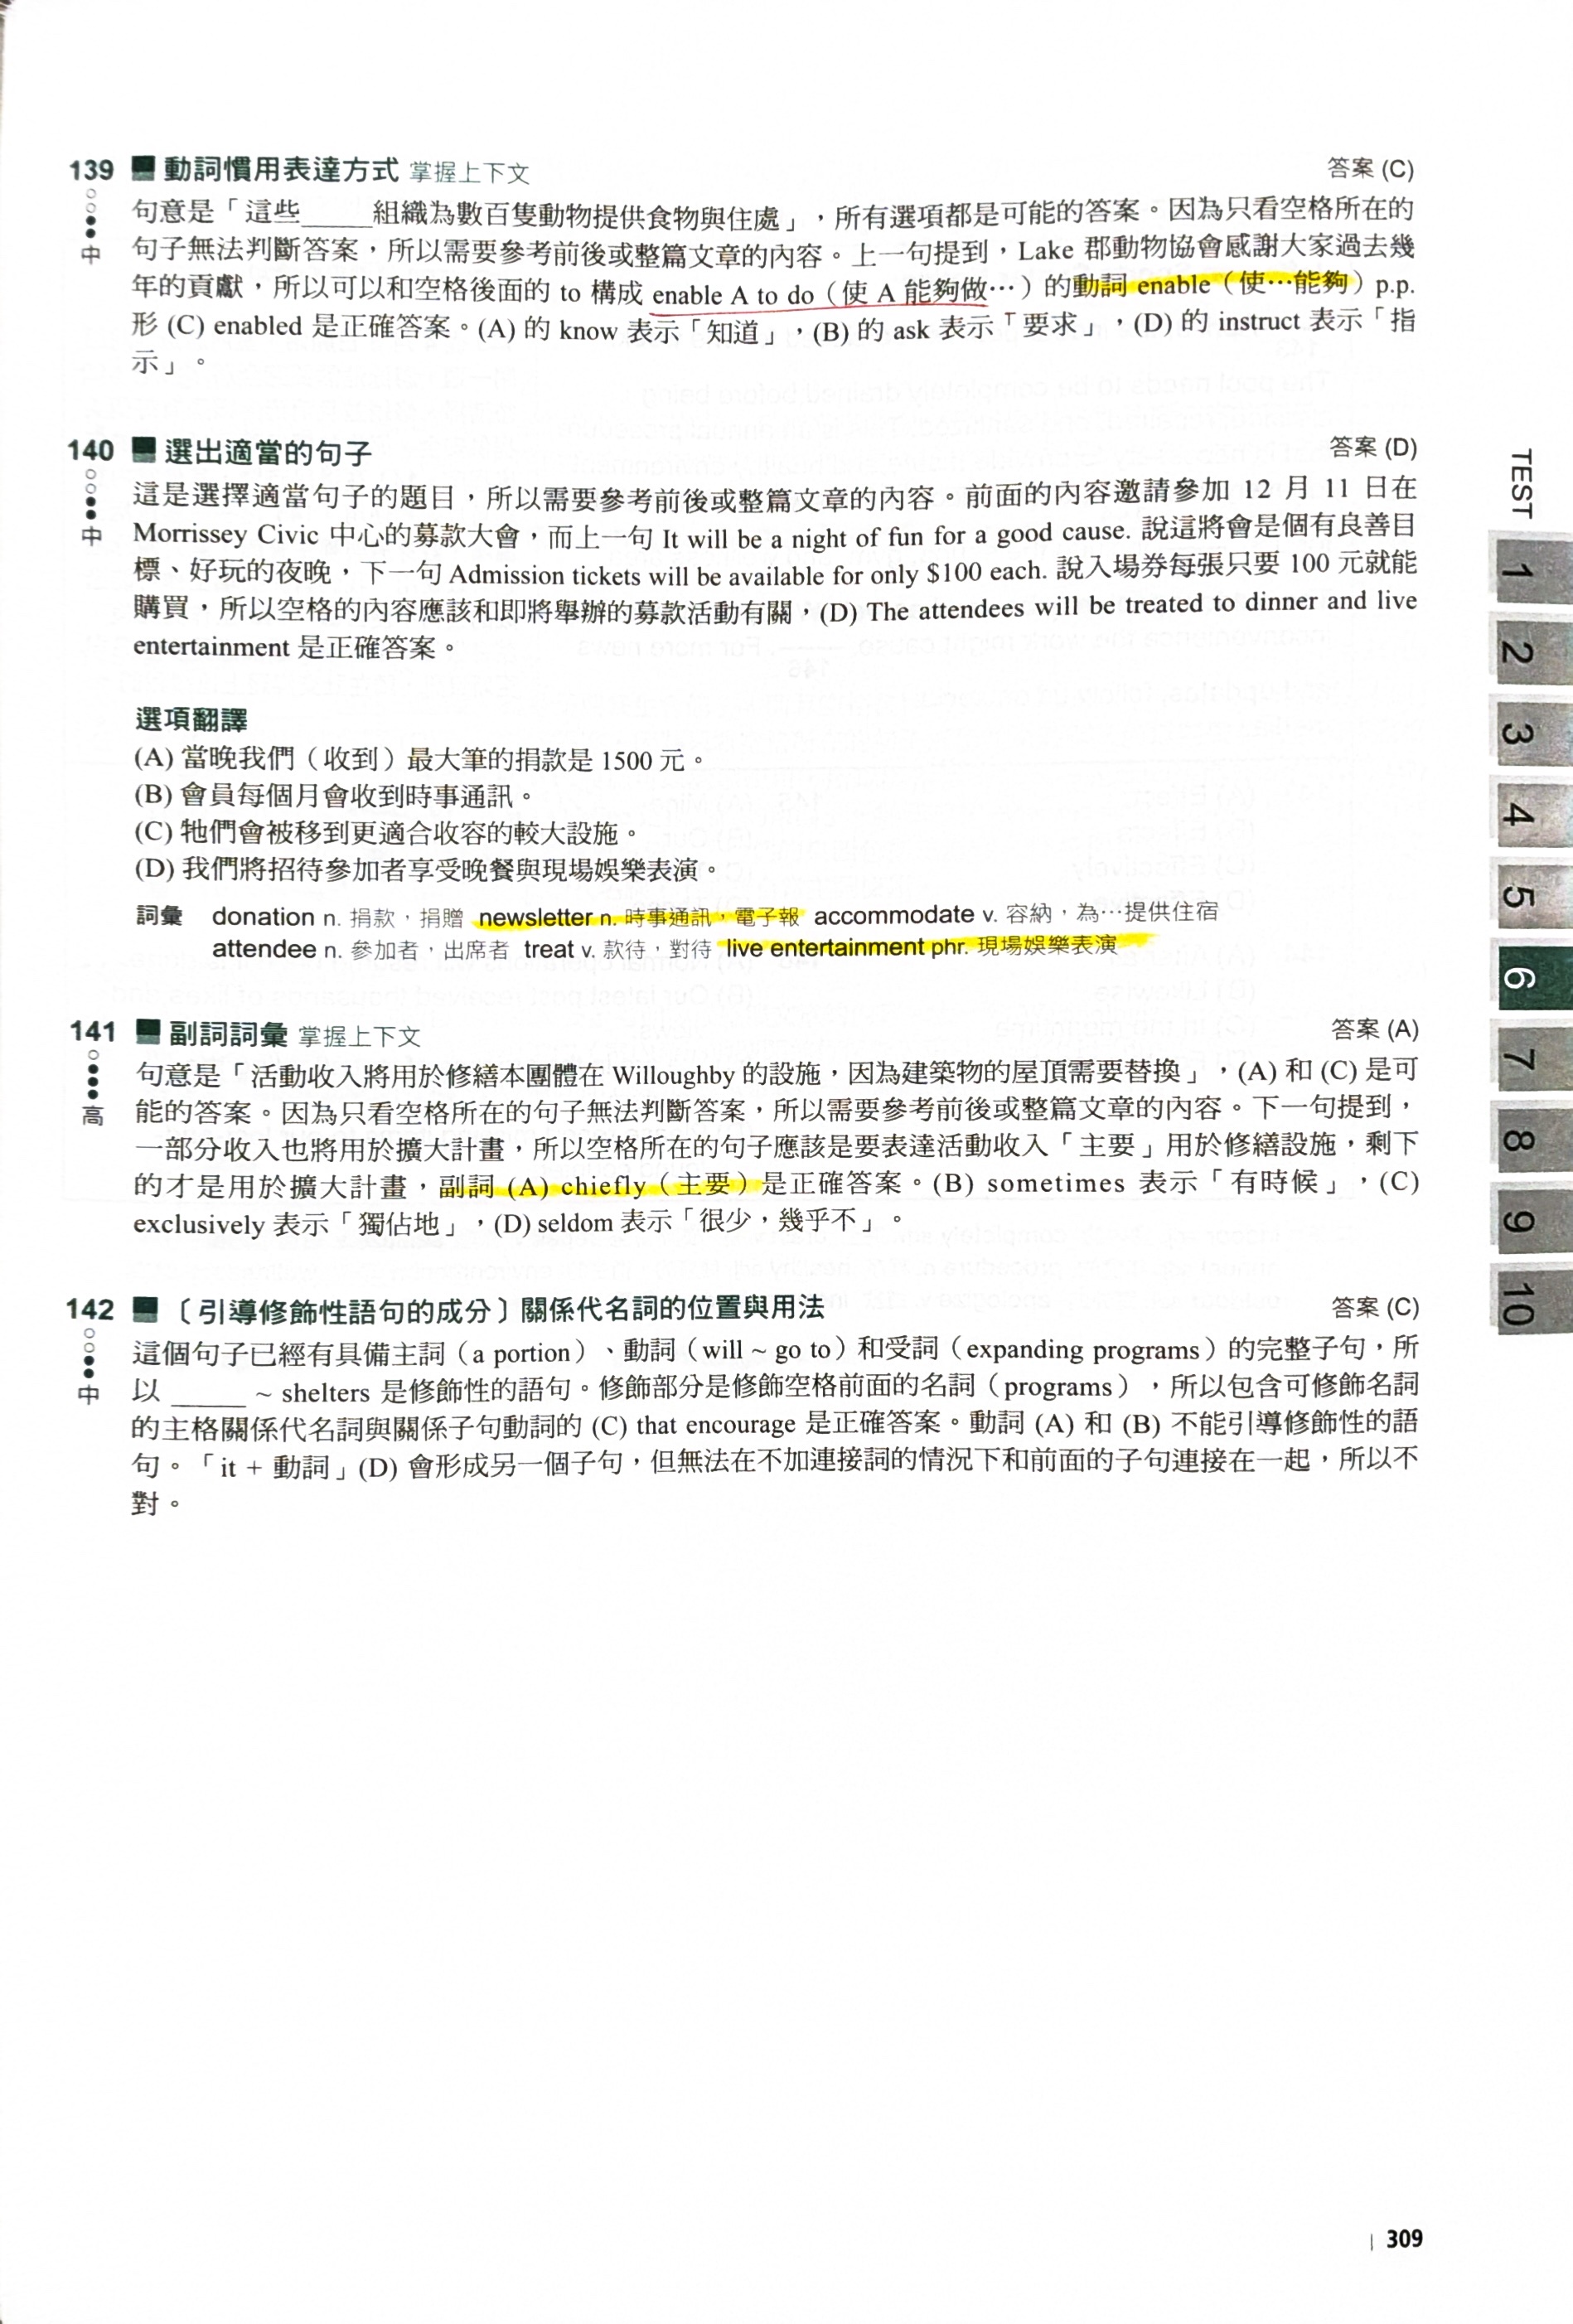 139 動詞慣用表達方式 掌握上下文 答案 (C)
中
句意是「這些_____組織為數百隻動物提供食物與住處」,所有選項都是可能的答案。因為只看空格所在的
句子無法判斷答案,所以需要參考前後或整篇文章的內容。上一句提到,Lake 郡動物協會感謝大家過去幾
年的貢獻,所以可以和空格後面的 to 構成 enable A to do(使 A 能夠做…)的動詞 enable(使…能夠)p.p.
形 (C) enabled 是正確答案。(A) 的 know 表示「知道」,(B) 的 ask 表示「要求」,(D) 的 instruct 表示「指
示」。
140 選出適當的句子 答案 (D)
中
這是選擇適當句子的題目,所以需要參考前後或整篇文章的內容。前面的內容邀請參加 12 月 11 日在
Morrissey Civic 中心的募款大會,而上一句 It will be a night of fun for a good cause. 說這將會是個有良善目
標、好玩的夜晚,下一句 Admission tickets will be available for only $100 each. 說入場券每張只要 100 元就能
購買,所以空格的內容應該和即將舉辦的募款活動有關,(D) The attendees will be treated to dinner and live
entertainment 是正確答案。
選項翻譯
(A) 當晚我們(收到)最大筆的捐款是 1500 元。
(B) 會員每個月會收到時事通訊。
(C) 牠們會被移到更適合收容的較大設施。
(D) 我們將招待參加者享受晚餐與現場娛樂表演。
詞彙 donation n. 捐款,捐贈 newsletter n. 時事通訊,電子報 accommodate v. 容納,為…提供住宿
attendee n. 參加者,出席者 treat v. 款待,對待 live entertainment phr. 現場娛樂表演
141 副詞詞彙 掌握上下文 答案 (A)
高
句意是「活動收入將用於修繕本團體在 Willoughby 的設施,因為建築物的屋頂需要替換」,(A) 和 (C) 是可
能的答案。因為只看空格所在的句子無法判斷答案,所以需要參考前後或整篇文章的內容。下一句提到,
一部分收入也將用於擴大計畫,所以空格所在的句子應該是要表達活動收入「主要」用於修繕設施,剩下
的才是用於擴大計畫,副詞 (A) chiefly(主要)是正確答案。(B) sometimes 表示「有時候」,(C)
exclusively 表示「獨佔地」,(D) seldom 表示「很少,幾乎不」。
142 〔引導修飾性語句的成分〕關係代名詞的位置與用法 答案 (C)
中
這個句子已經有具備主詞(a portion)、動詞(will ~ go to)和受詞(expanding programs)的完整子句,所
以 _____ ~ shelters 是修飾性的語句。修飾部分是修飾空格前面的名詞(programs),所以包含可修飾名詞
的主格關係代名詞與關係子句動詞的 (C) that encourage 是正確答案。動詞 (A) 和 (B) 不能引導修飾性的語
句。「it + 動詞」(D) 會形成另一個子句,但無法在不加連接詞的情況下和前面的子句連接在一起,所以不
對。
TEST
1
2
3
4
5
6
7
8
9
10
309